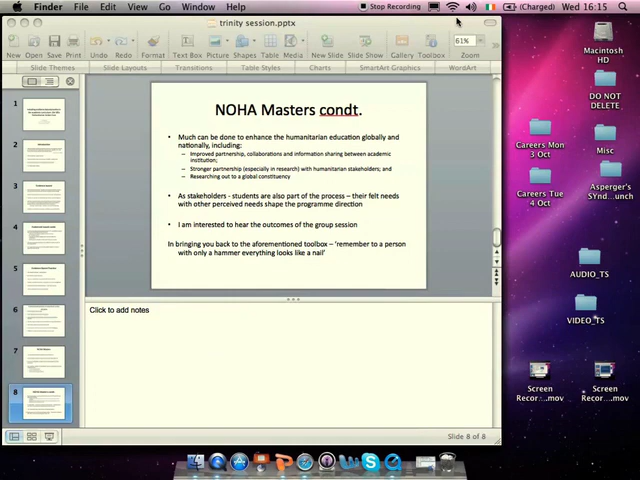 Finder File Edit View Go Window Help Stop Recording (Charged) Wed 16:15
trinity session.pptx
New Open Save Print Undo Redo Format Text Box Picture Shapes Table Media New Slide Slide Show Gallery Toolbox 61% Zoom
Slide Themes Slide Layouts Transitions Table Styles Charts SmartArt Graphics WordArt
1
2
3
4
5
6
7
8
NOHA Masters condt.
• Much can be done to enhance the humanitarian education globally and
nationally, including:
– Improved partnership, collaborations and information sharing between academic
institution;
– Stronger partnership (especially in research) with humanitarian stakeholders; and
– Researching out to a global constituency
• As stakeholders - students are also part of the process – their felt needs
with other perceived needs shape the programme direction
• I am interested to hear the outcomes of the group session
In bringing you back to the aforementioned toolbox – ‘remember to a person
with only a hammer everything looks like a nail’
Click to add notes
Slide 8 of 8
Macintosh
HD
DO NOT
DELETE
Careers Mon
3 Oct
Misc
Careers Tue
4 Oct
Asperger's
SYNd...unch
AUDIO_TS
VIDEO_TS
Screen
Recor...mov
Screen
Recor...mov